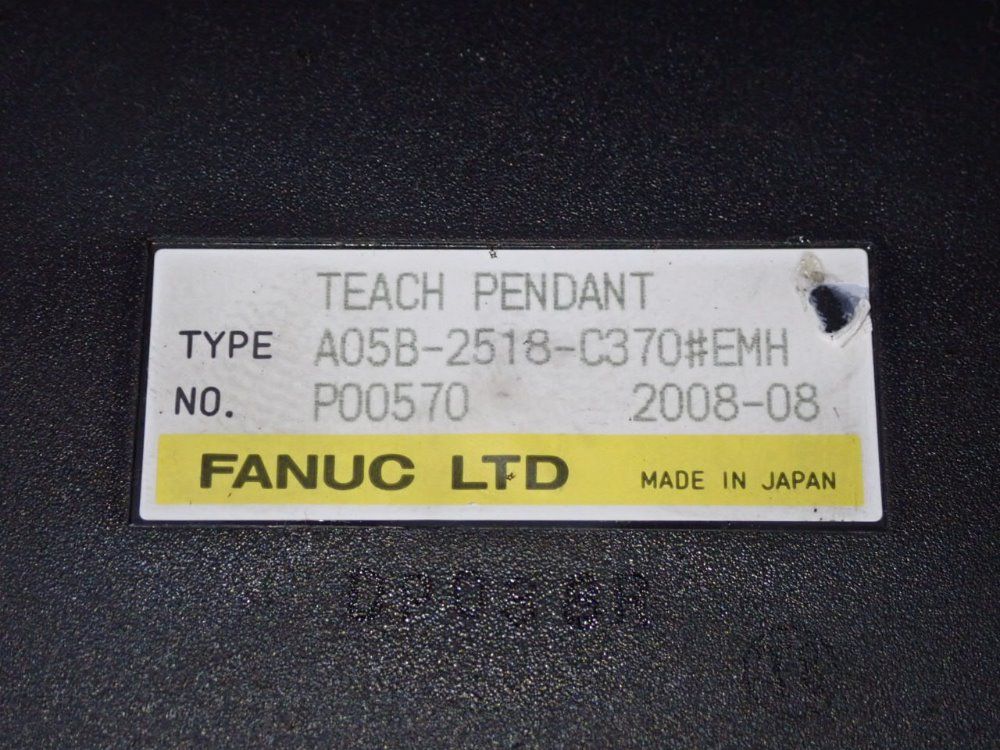 TEACH PENDANT
TYPE A05B-2518-C370#EMH
NO. P00570 2008-08
FANUC LTD MADE IN JAPAN